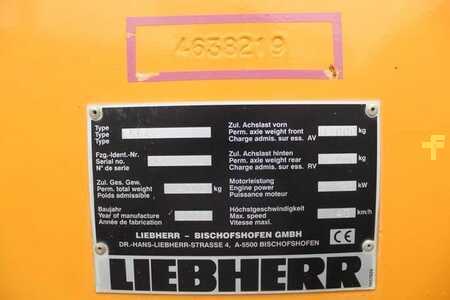 4638219
Type
Type
Type
Fzg.-Ident.-Nr.
Serial no.
N° de serie
Zul. Ges. Gew.
Perm. total weight
Poids admissible
Baujahr
Year of manufacture
Année de fabrication
Zul. Achslast vorn
Perm. axle weight front
Charge admis. sur ess. AV kg
Zul. Achslast hinten
Perm. axle weight rear
Charge admis. sur ess. RV kg
Motorleistung
Engine power kW
Puissance moteur
Höchstgeschwindigkeit
Max. speed km/h
Vitesse maxi.
LIEBHERR – BISCHOFSHOFEN GMBH
DR.-HANS-LIEBHERR-STRASSE 4, A-5500 BISCHOFSHOFEN
CE
LIEBHERR